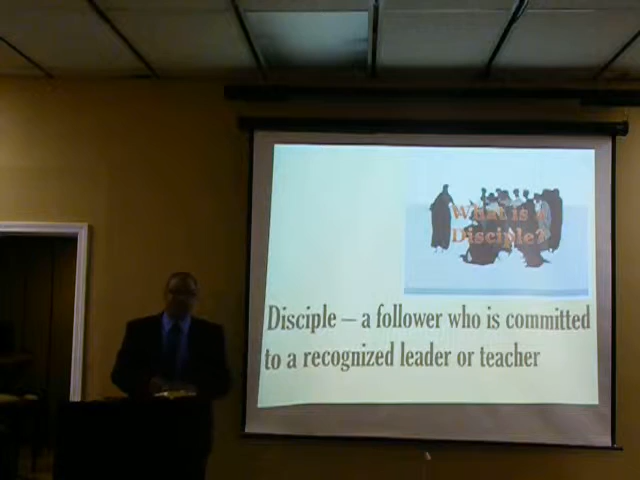 What is a
Disciple?
Disciple – a follower who is committed
to a recognized leader or teacher